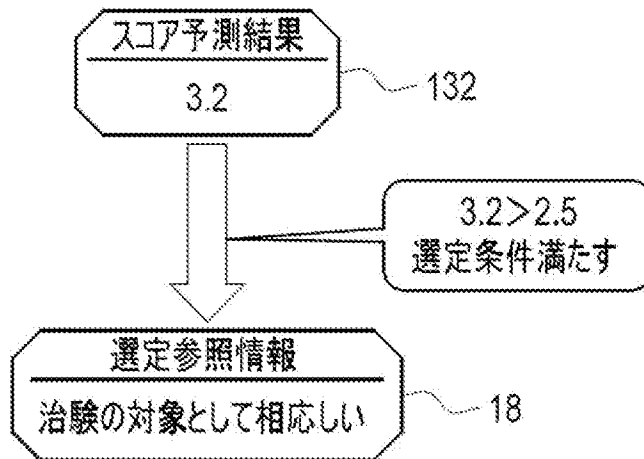 スコア予測結果
3.2
132
3.2>2.5
選定条件満たす
選定参照情報
治験の対象として相応しい
18